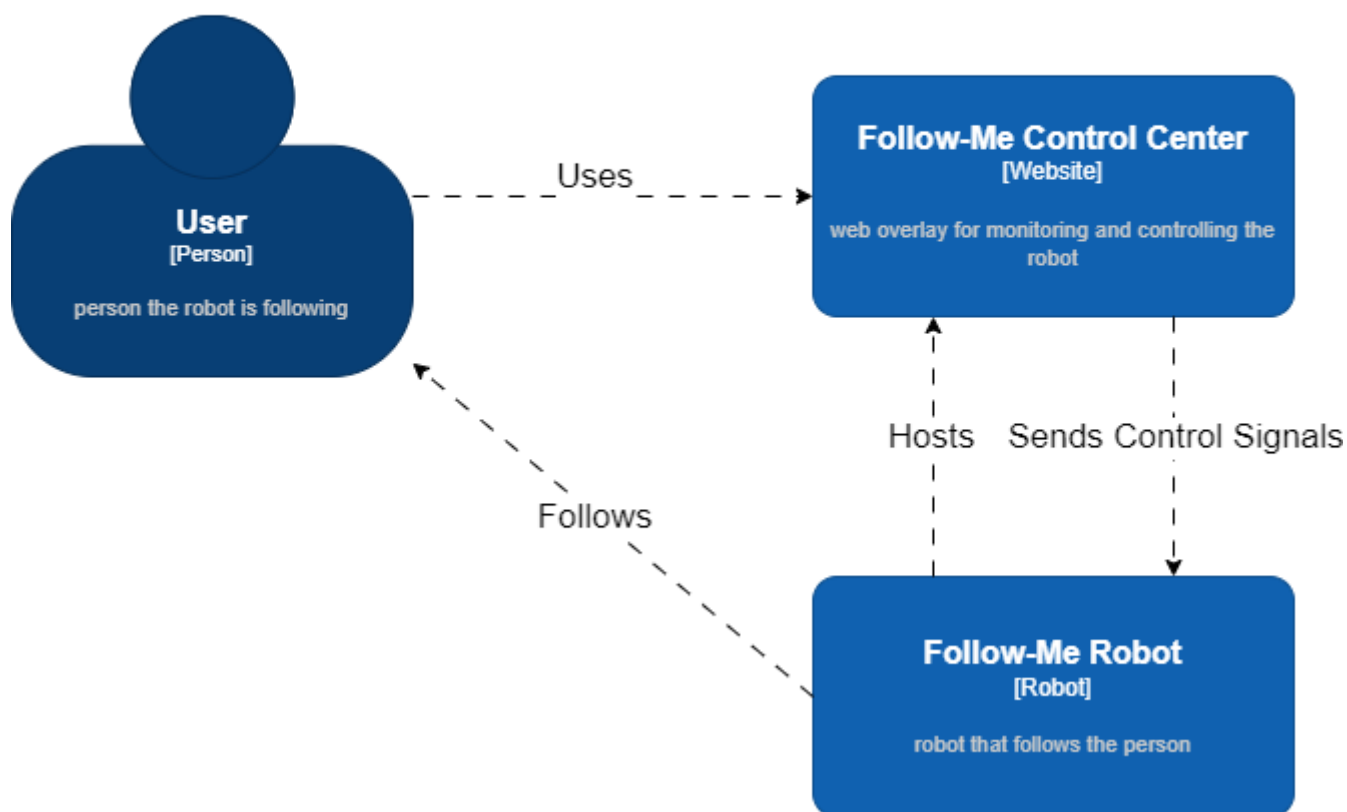 User
[Person]
person the robot is following
Uses
Follow-Me Control Center
[Website]
web overlay for monitoring and controlling the
robot
Hosts
Sends Control Signals
Follows
Follow-Me Robot
[Robot]
robot that follows the person